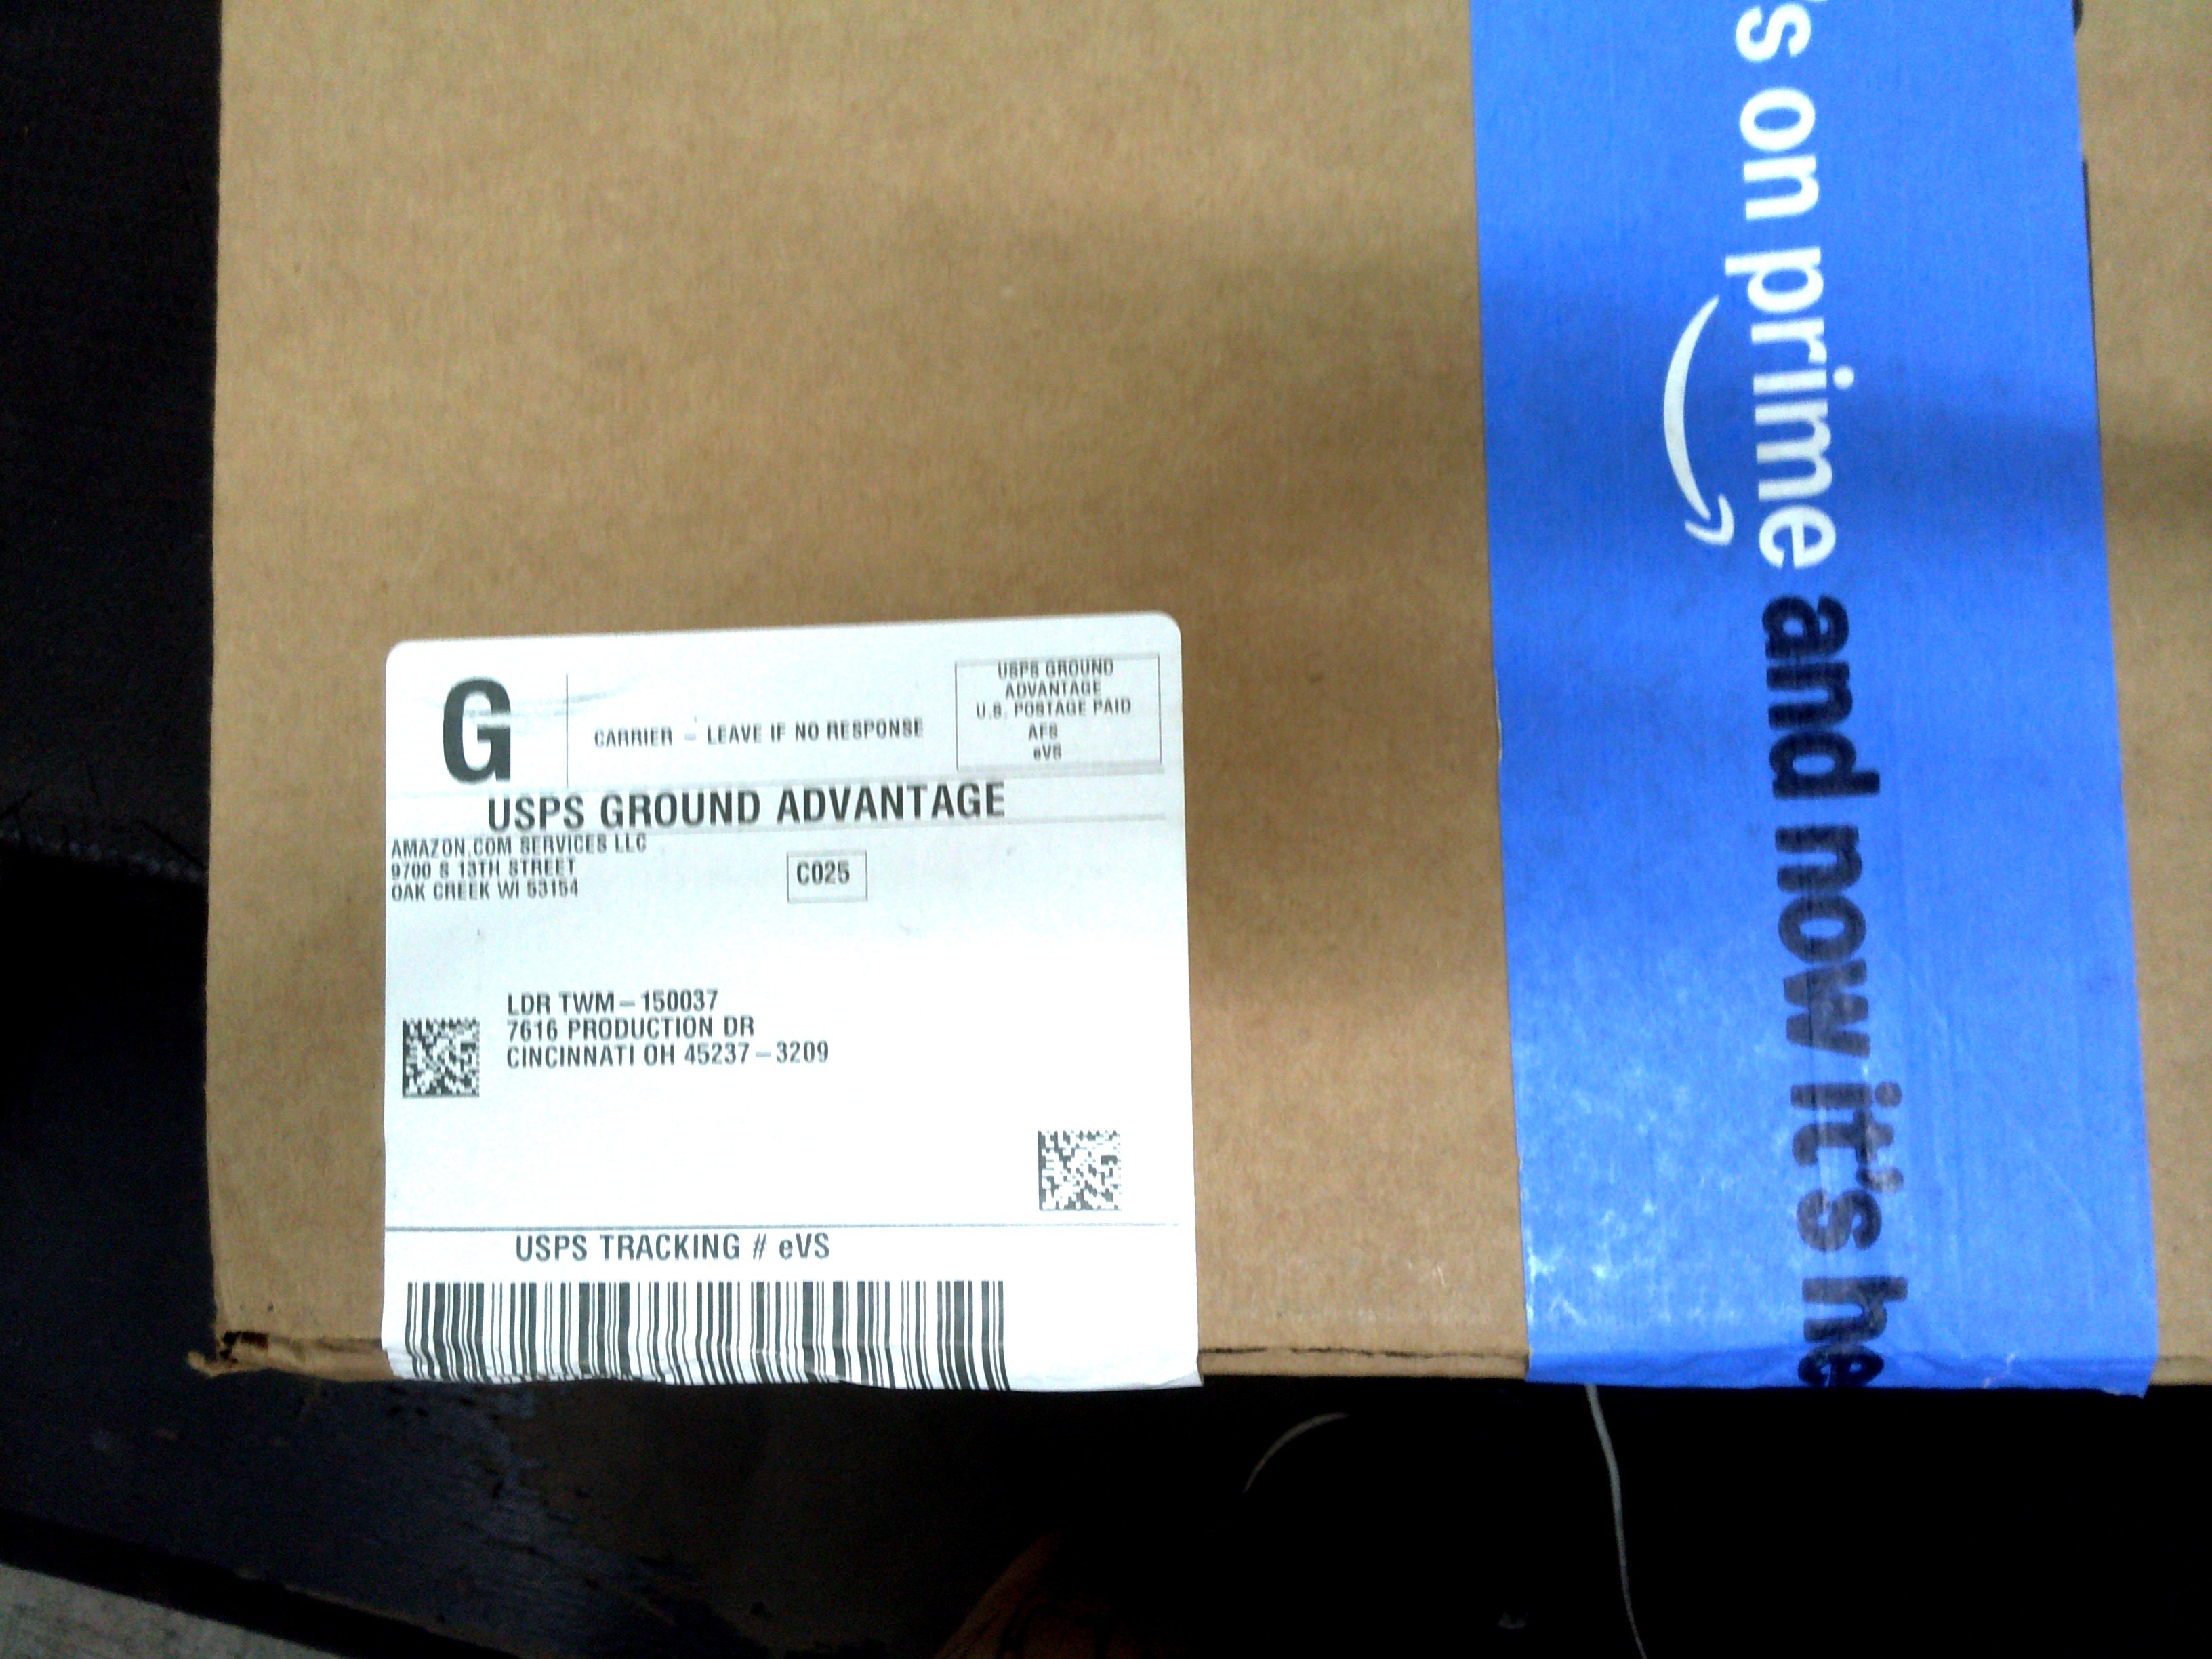 G
CARRIER – LEAVE IF NO RESPONSE
USPS GROUND
ADVANTAGE
U.S. POSTAGE PAID
AFS
eVS
USPS GROUND ADVANTAGE
AMAZON.COM SERVICES LLC
9700 S 13TH STREET
OAK CREEK WI 53154
C025
LDR TWM–150037
7616 PRODUCTION DR
CINCINNATI OH 45237–3209
USPS TRACKING # eVS
's on prime and now it's he